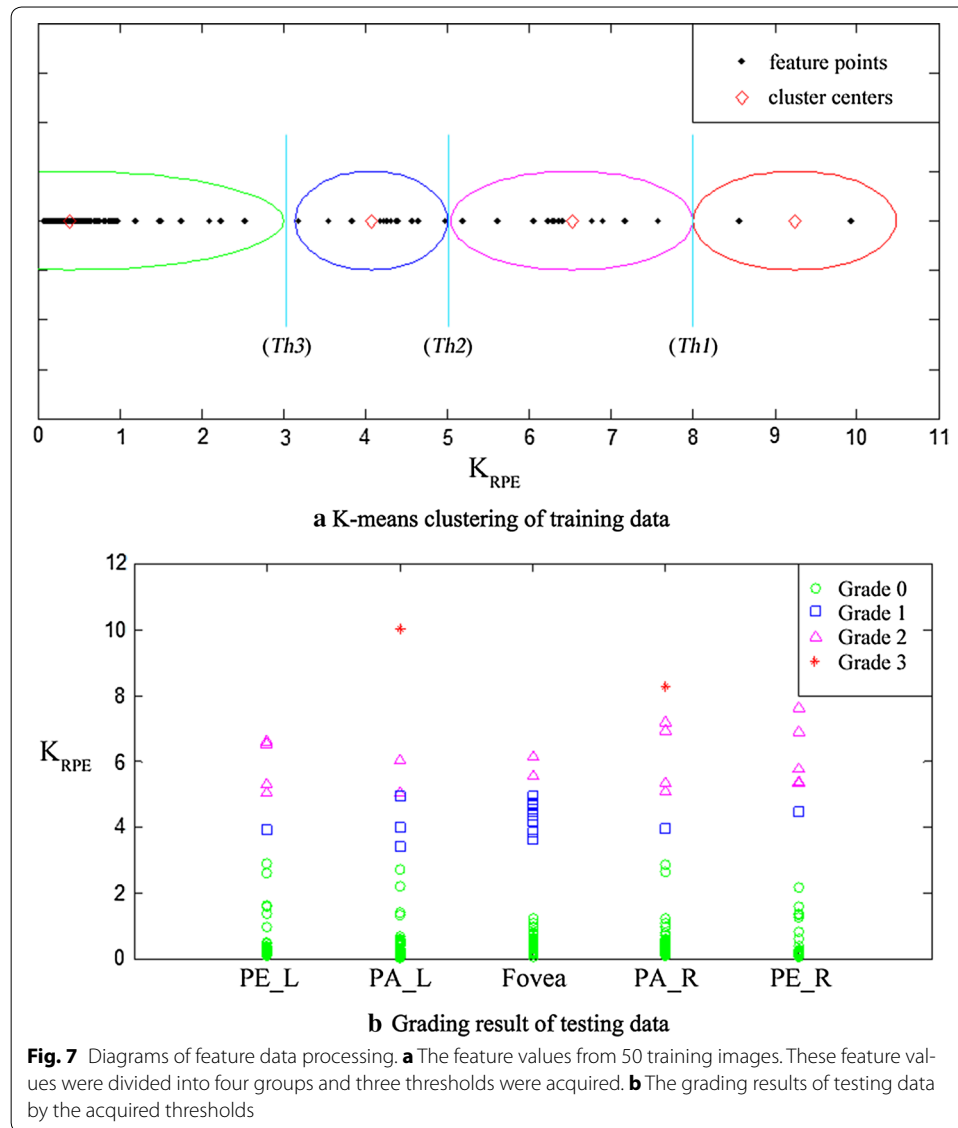 feature points
cluster centers
(Th3) (Th2) (Th1)
0 1 2 3 4 5 6 7 8 9 10 11
K_RPE
a K-means clustering of training data
12
10
8
6
4
2
0
K_RPE
Grade 0
Grade 1
Grade 2
Grade 3
PE_L PA_L Fovea PA_R PE_R
b Grading result of testing data
Fig. 7 Diagrams of feature data processing. a The feature values from 50 training images. These feature val-
ues were divided into four groups and three thresholds were acquired. b The grading results of testing data
by the acquired thresholds